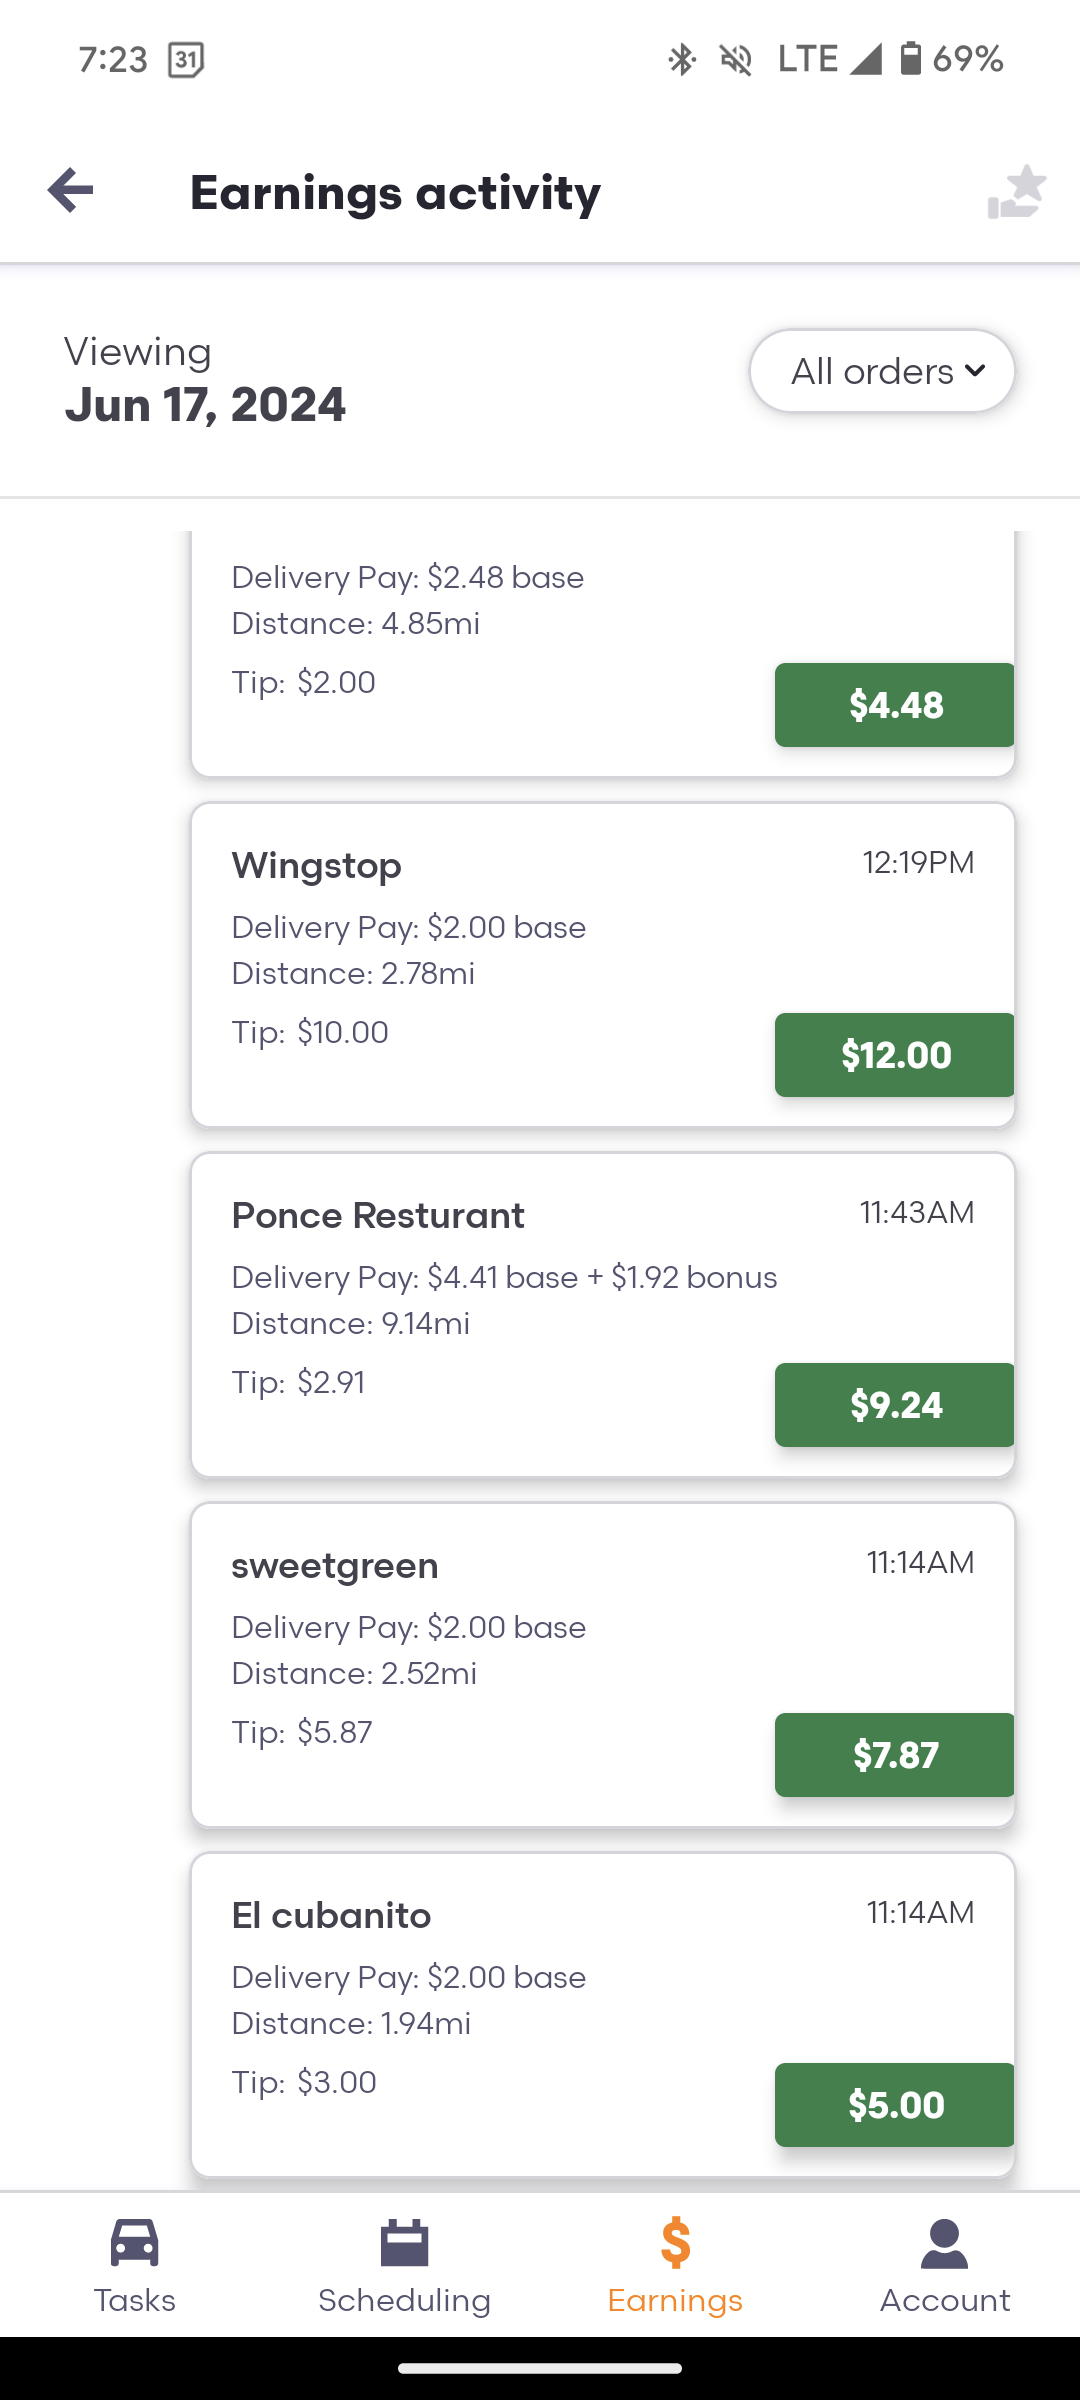 7:23 31 LTE 69%
Earnings activity
Viewing
Jun 17, 2024
All orders
Delivery Pay: $2.48 base
Distance: 4.85mi
Tip: $2.00
$4.48
Wingstop 12:19PM
Delivery Pay: $2.00 base
Distance: 2.78mi
Tip: $10.00
$12.00
Ponce Resturant 11:43AM
Delivery Pay: $4.41 base + $1.92 bonus
Distance: 9.14mi
Tip: $2.91
$9.24
sweetgreen 11:14AM
Delivery Pay: $2.00 base
Distance: 2.52mi
Tip: $5.87
$7.87
El cubanito 11:14AM
Delivery Pay: $2.00 base
Distance: 1.94mi
Tip: $3.00
$5.00
Tasks Scheduling Earnings Account